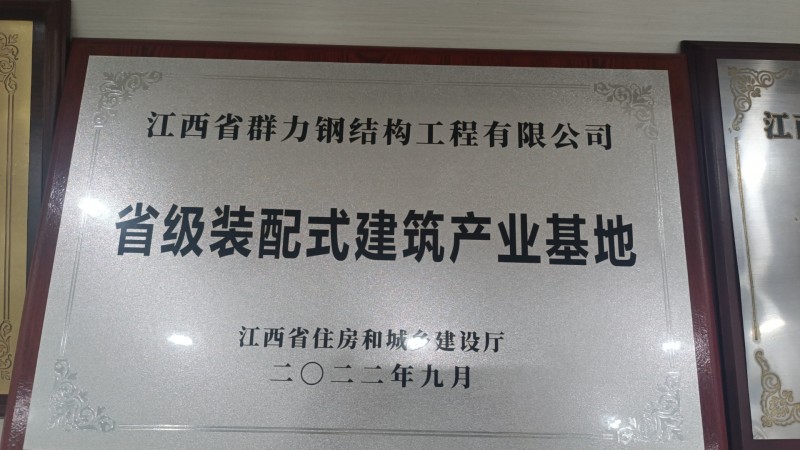 江西省群力钢结构工程有限公司
省级装配式建筑产业基地
江西省住房和城乡建设厅
二〇二二年九月
江